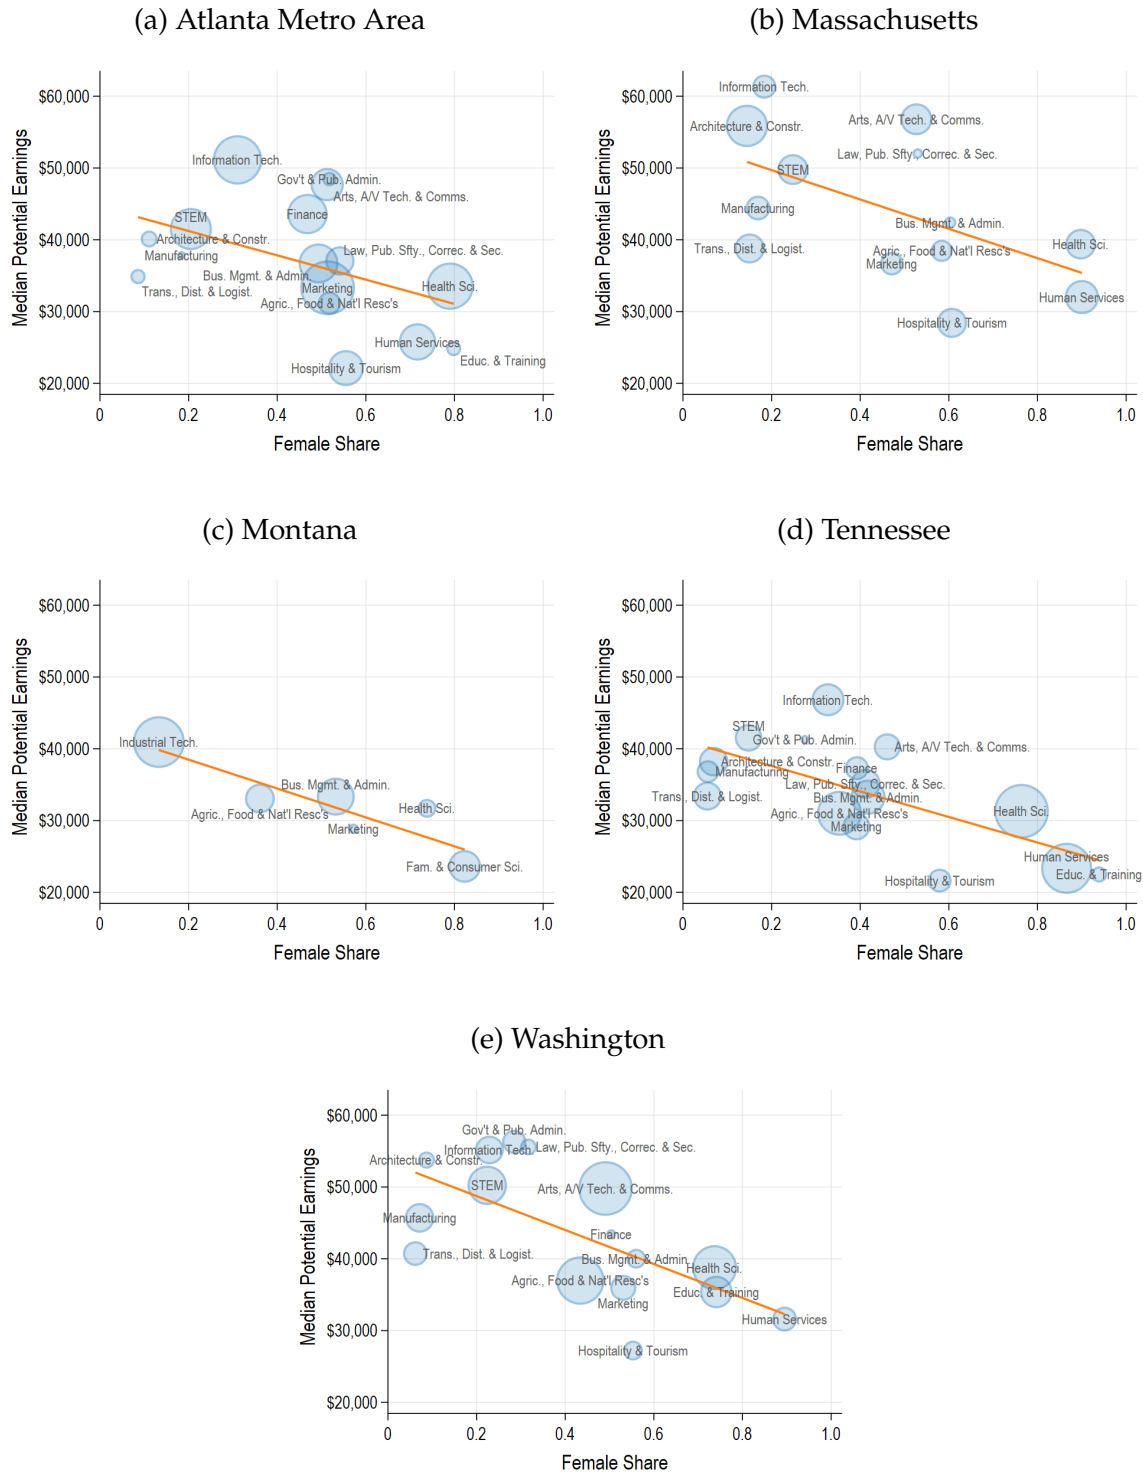 (a) Atlanta Metro Area
Median Potential Earnings
$60,000
$50,000
$40,000
$30,000
$20,000
Information Tech.
Gov't & Pub. Admin.
Arts, A/V Tech. & Comms.
STEM
Finance
Architecture & Constr.
Manufacturing
Law, Pub. Sfty., Correc. & Sec.
Bus. Mgmt. & Admin.
Trans., Dist. & Logist.
Marketing
Health Sci.
Agric., Food & Nat'l Resc's
Human Services
Educ. & Training
Hospitality & Tourism
0 0.2 0.4 0.6 0.8 1.0
Female Share
(b) Massachusetts
Median Potential Earnings
$60,000
$50,000
$40,000
$30,000
$20,000
Information Tech.
Architecture & Constr.
Arts, A/V Tech. & Comms.
Law, Pub. Sfty., Correc. & Sec.
STEM
Manufacturing
Bus. Mgmt. & Admin.
Trans., Dist. & Logist.
Agric., Food & Nat'l Resc's
Health Sci.
Marketing
Human Services
Hospitality & Tourism
0 0.2 0.4 0.6 0.8 1.0
Female Share
(c) Montana
Median Potential Earnings
$60,000
$50,000
$40,000
$30,000
$20,000
Industrial Tech.
Bus. Mgmt. & Admin.
Agric., Food & Nat'l Resc's
Health Sci.
Marketing
Fam. & Consumer Sci.
0 0.2 0.4 0.6 0.8 1.0
Female Share
(d) Tennessee
Median Potential Earnings
$60,000
$50,000
$40,000
$30,000
$20,000
Information Tech.
STEM
Gov't & Pub. Admin.
Arts, A/V Tech. & Comms.
Architecture & Constr.
Manufacturing
Finance
Law, Pub. Sfty., Correc. & Sec.
Trans., Dist. & Logist.
Bus. Mgmt. & Admin.
Agric., Food & Nat'l Resc's
Health Sci.
Marketing
Human Services
Educ. & Training
Hospitality & Tourism
0 0.2 0.4 0.6 0.8 1.0
Female Share
(e) Washington
Median Potential Earnings
$60,000
$50,000
$40,000
$30,000
$20,000
Gov't & Pub. Admin.
Information Tech.
Law, Pub. Sfty., Correc. & Sec.
Architecture & Constr.
STEM
Arts, A/V Tech. & Comms.
Manufacturing
Finance
Trans., Dist. & Logist.
Bus. Mgmt. & Admin.
Health Sci.
Agric., Food & Nat'l Resc's
Educ. & Training
Marketing
Human Services
Hospitality & Tourism
0 0.2 0.4 0.6 0.8 1.0
Female Share